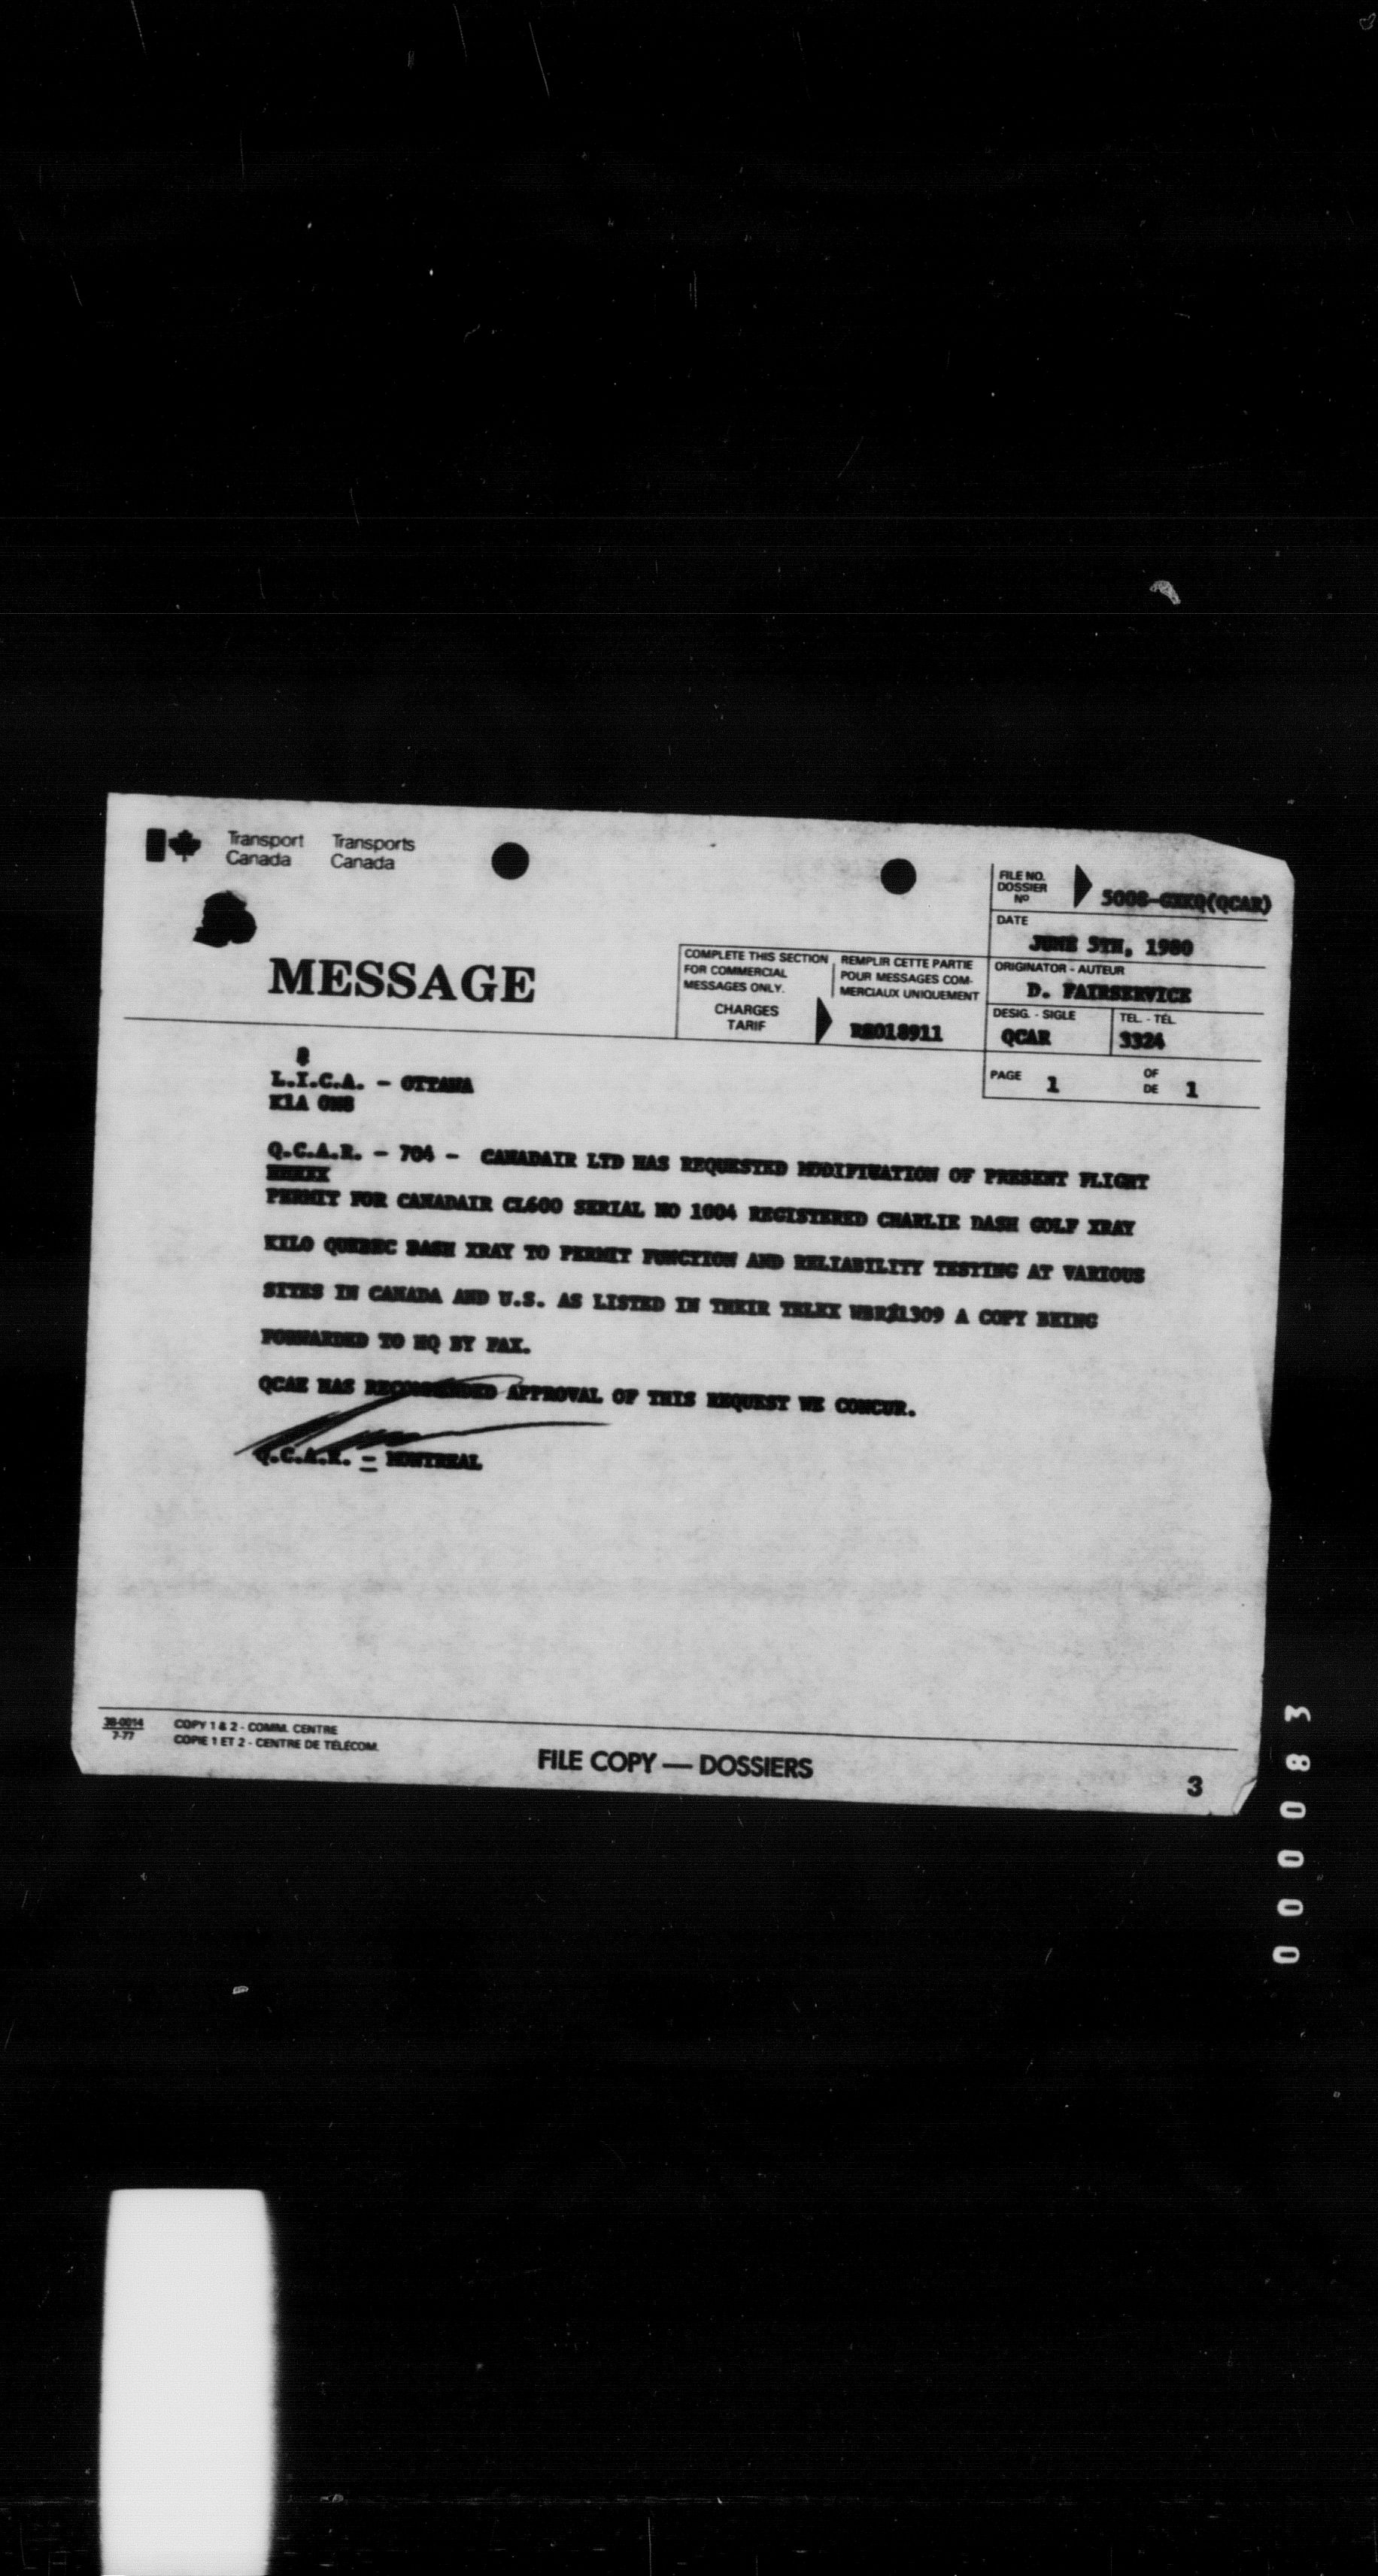 Transport Transports
Canada Canada
FILE NO.
DOSSIER
Nº
5008-GXKQ(QCAR)
DATE
JUNE 5TH, 1980
MESSAGE
COMPLETE THIS SECTION
FOR COMMERCIAL
MESSAGES ONLY.
REMPLIR CETTE PARTIE
POUR MESSAGES COM-
MERCIAUX UNIQUEMENT
CHARGES
TARIF
R8018911
ORIGINATOR - AUTEUR
D. FAIRSERVICE
DESIG. - SIGLE
QCAR
TEL. - TÉL.
3324
PAGE 1 OF
DE 1
L.I.C.A. - OTTAWA
K1A 0N8
Q.C.A.R. - 704 - CANADAIR LTD HAS REQUESTED MODIFIWATION OF PRESENT FLIGHT
PERMIT FOR CANADAIR CL600 SERIAL NO 1004 REGISTERED CHARLIE DASH GOLF XRAY
KILO QUEBEC DASH XRAY TO PERMIT FUNCTION AND RELIABILITY TESTING AT VARIOUS
SITES IN CANADA AND U.S. AS LISTED IN THEIR TELEX A COPY BEING
FORWARDED TO HQ BY FAX.
QCAE HAS RECOMMENDED APPROVAL OF THIS REQUEST WE CONCUR.
Q.C.A.R. - MONTREAL
38-0014
7-77
COPY 1 & 2 - COMM. CENTRE
COPIE 1 ET 2 - CENTRE DE TÉLÉCOM.
FILE COPY — DOSSIERS
3
000083